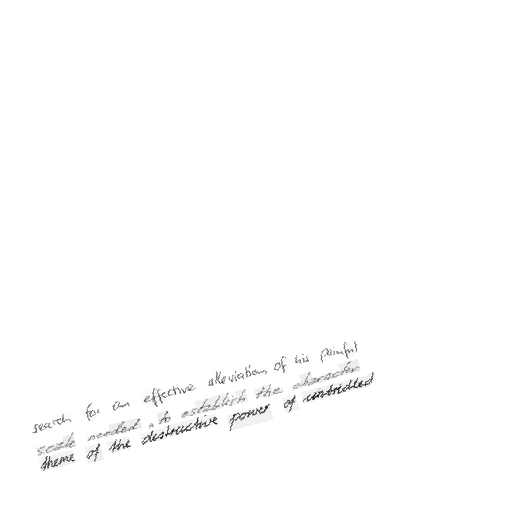 search for an effective alleviation of his painful
scale needed, to establish the character
theme of the destructive power of unbridled